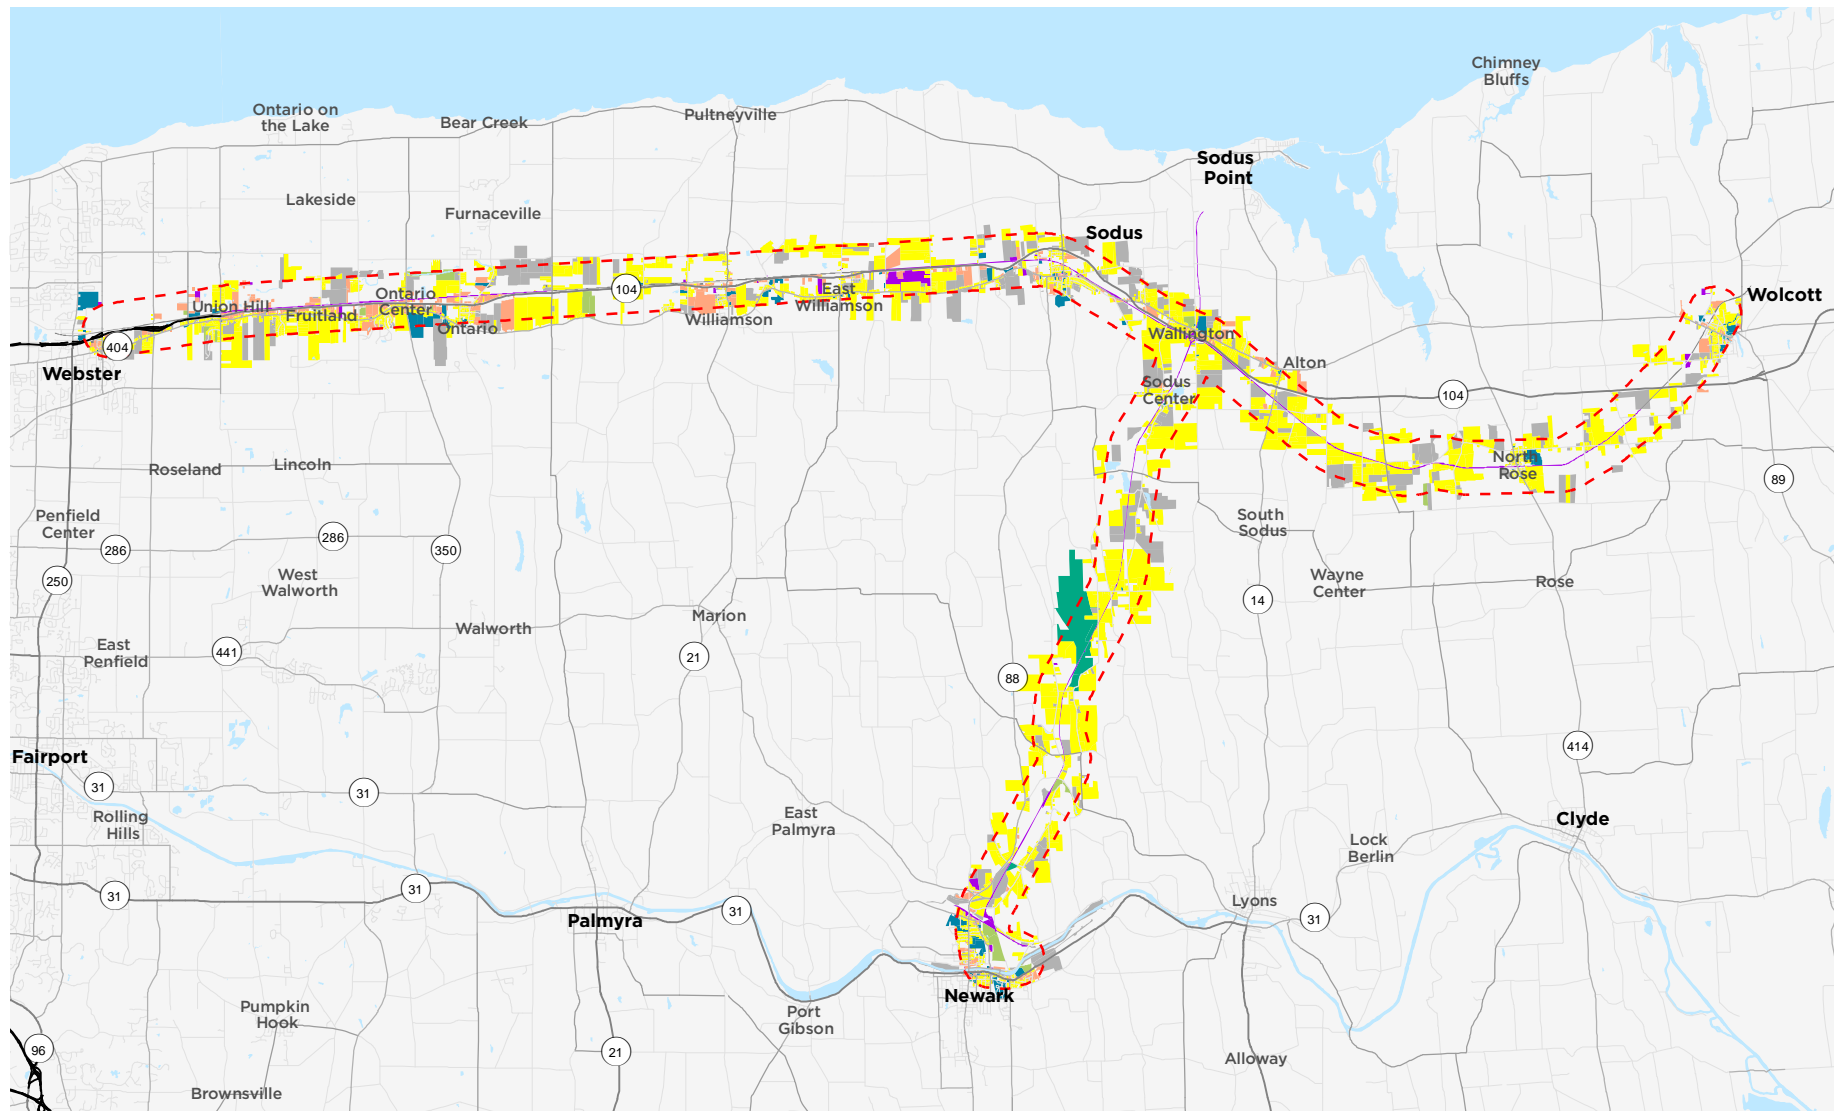 Chimney
Bluffs
Ontario on
the Lake
Bear Creek
Pultneyville
Sodus
Point
Lakeside
Furnaceville
Sodus
104
Ontario
Center
Union Hill
Fruitland
Ontario
East
Williamson
Williamson
Wolcott
404
Webster
Wallington
Alton
Sodus
Center
104
North
Rose
89
Roseland
Lincoln
Penfield
Center
286
286
350
South
Sodus
250
West
Walworth
Wayne
Center
Rose
14
Marion
Walworth
East
Penfield
441
21
88
Fairport
414
31
31
Rolling
Hills
East
Palmyra
Clyde
Lock
Berlin
31
31
Palmyra
31
Lyons
31
Newark
Pumpkin
Hook
Port
Gibson
96
21
Alloway
Brownsville